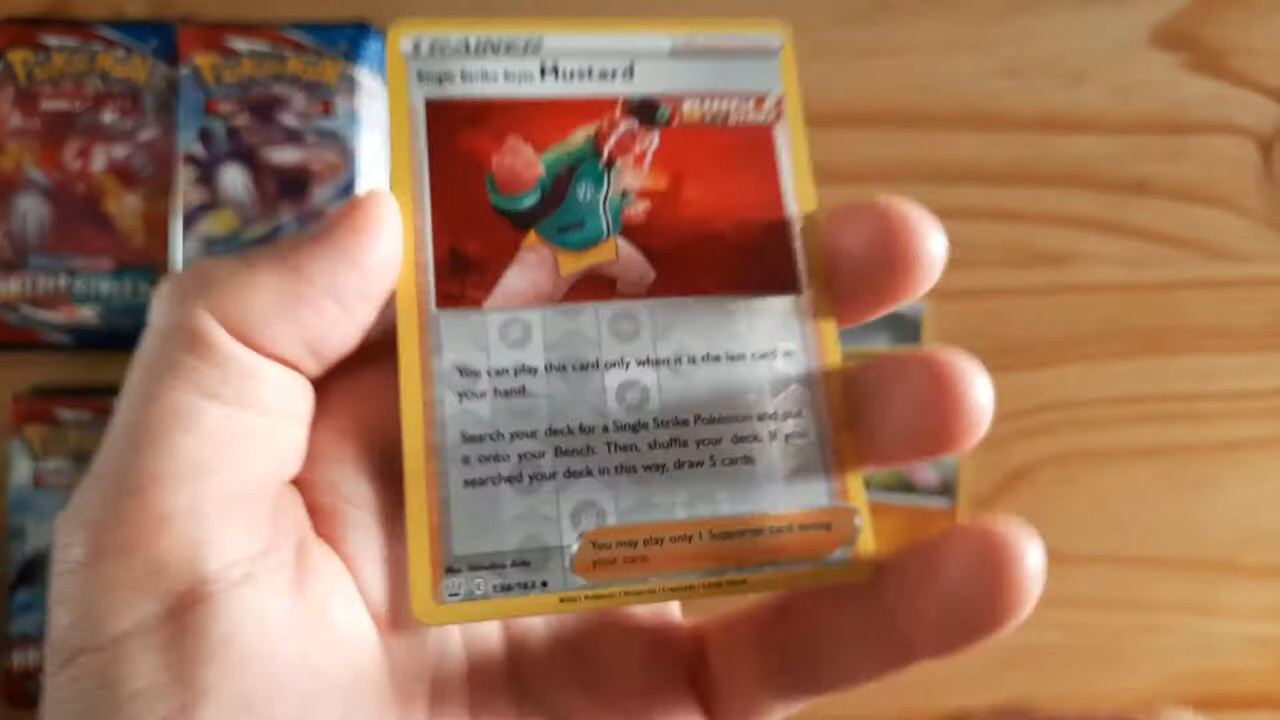 Pokémon
Pokémon
TRAINER
Single Strike Style Mustard
SINGLE
STRIKE
You can play this card only when it is the last card in
your hand.
Search your deck for a Single Strike Pokémon and put
it onto your Bench. Then, shuffle your deck. If you
searched your deck in this way, draw 5 cards.
You may play only 1 Supporter card during
your